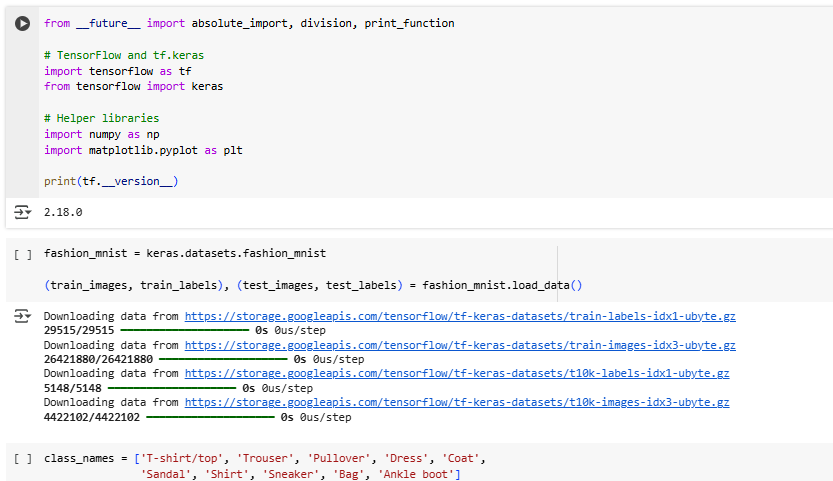 from __future__ import absolute_import, division, print_function
# TensorFlow and tf.keras
import tensorflow as tf
from tensorflow import keras
# Helper libraries
import numpy as np
import matplotlib.pyplot as plt
print(tf.__version__)
2.18.0
[ ] fashion_mnist = keras.datasets.fashion_mnist
(train_images, train_labels), (test_images, test_labels) = fashion_mnist.load_data()
Downloading data from https://storage.googleapis.com/tensorflow/tf-keras-datasets/train-labels-idx1-ubyte.gz
29515/29515 ━━━━━━━━━━━━━━━━━━━━ 0s 0us/step
Downloading data from https://storage.googleapis.com/tensorflow/tf-keras-datasets/train-images-idx3-ubyte.gz
26421880/26421880 ━━━━━━━━━━━━━━━━━━━━ 0s 0us/step
Downloading data from https://storage.googleapis.com/tensorflow/tf-keras-datasets/t10k-labels-idx1-ubyte.gz
5148/5148 ━━━━━━━━━━━━━━━━━━━━ 0s 0us/step
Downloading data from https://storage.googleapis.com/tensorflow/tf-keras-datasets/t10k-images-idx3-ubyte.gz
4422102/4422102 ━━━━━━━━━━━━━━━━━━━━ 0s 0us/step
[ ] class_names = ['T-shirt/top', 'Trouser', 'Pullover', 'Dress', 'Coat',
'Sandal', 'Shirt', 'Sneaker', 'Bag', 'Ankle boot']